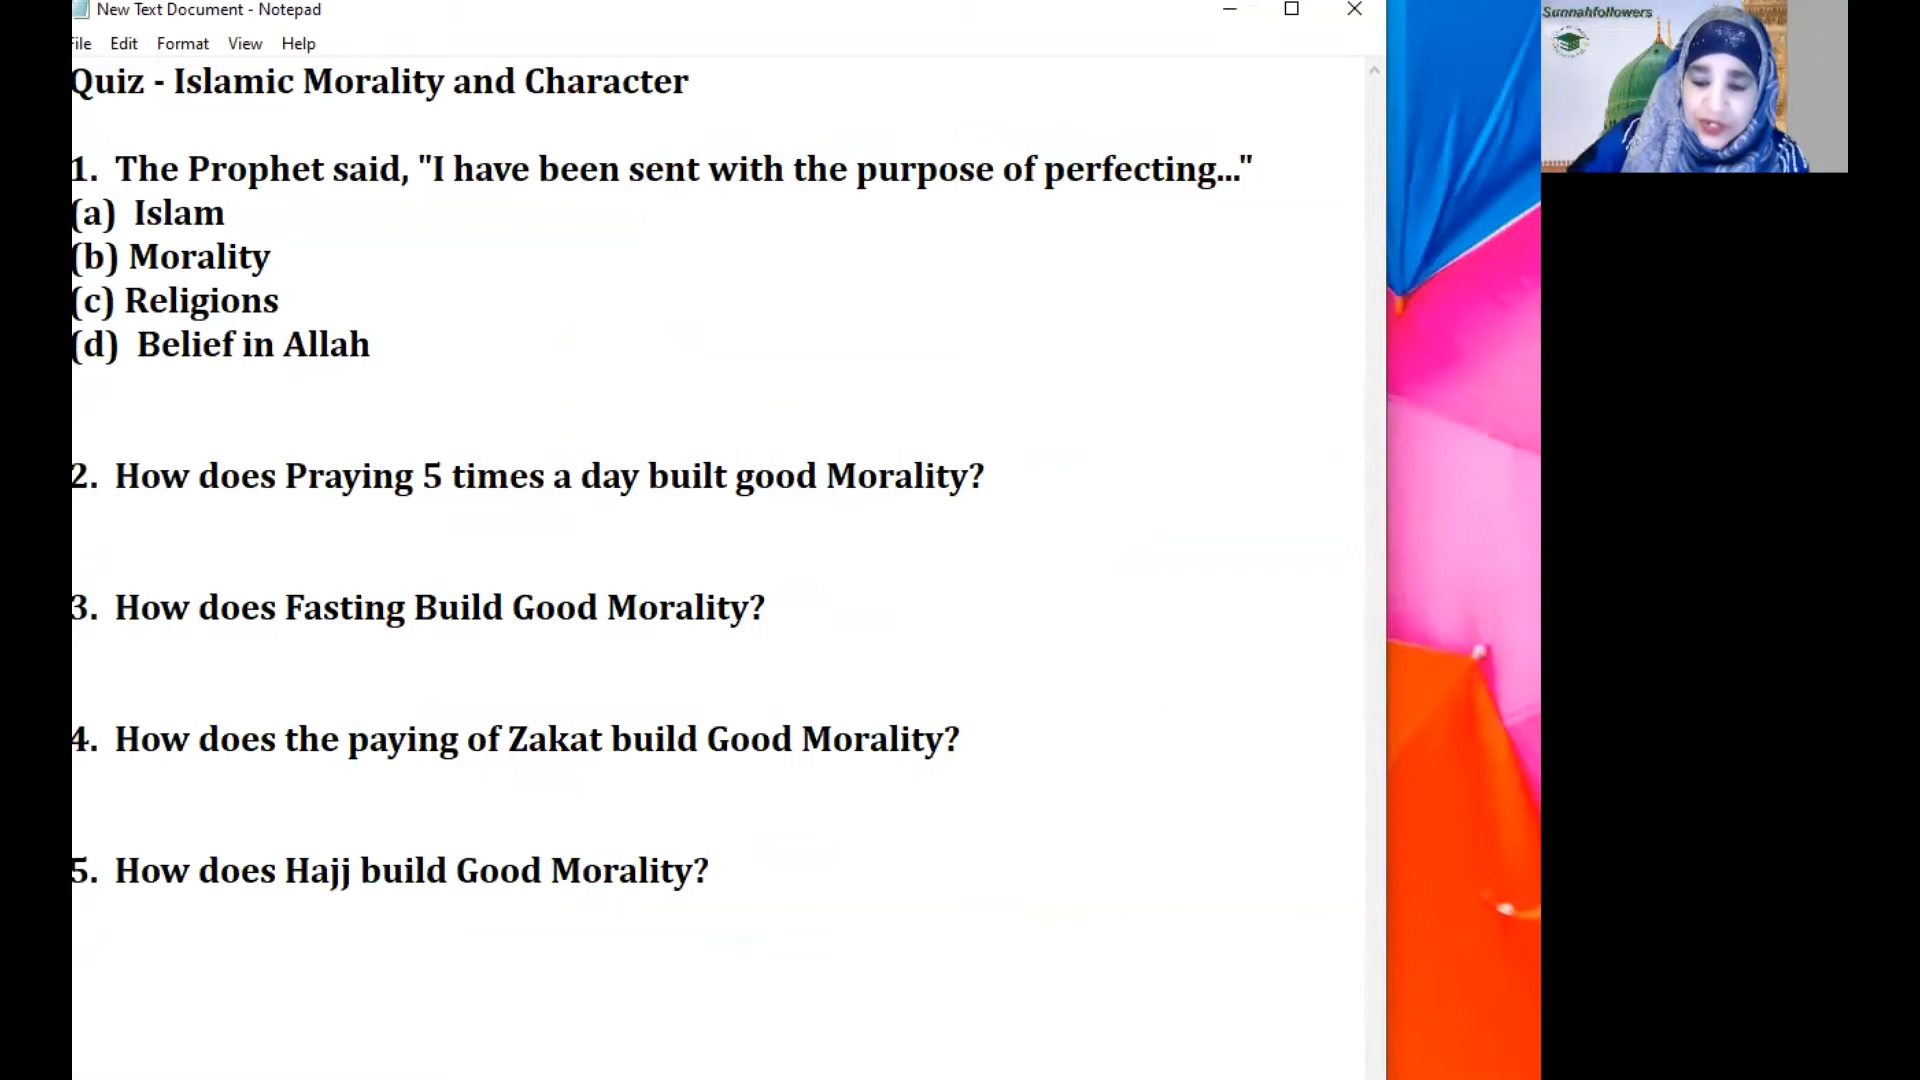 New Text Document - Notepad
File Edit Format View Help
Quiz - Islamic Morality and Character
1. The Prophet said, "I have been sent with the purpose of perfecting..."
(a) Islam
(b) Morality
(c) Religions
(d) Belief in Allah
2. How does Praying 5 times a day built good Morality?
3. How does Fasting Build Good Morality?
4. How does the paying of Zakat build Good Morality?
5. How does Hajj build Good Morality?
Sunnahfollowers